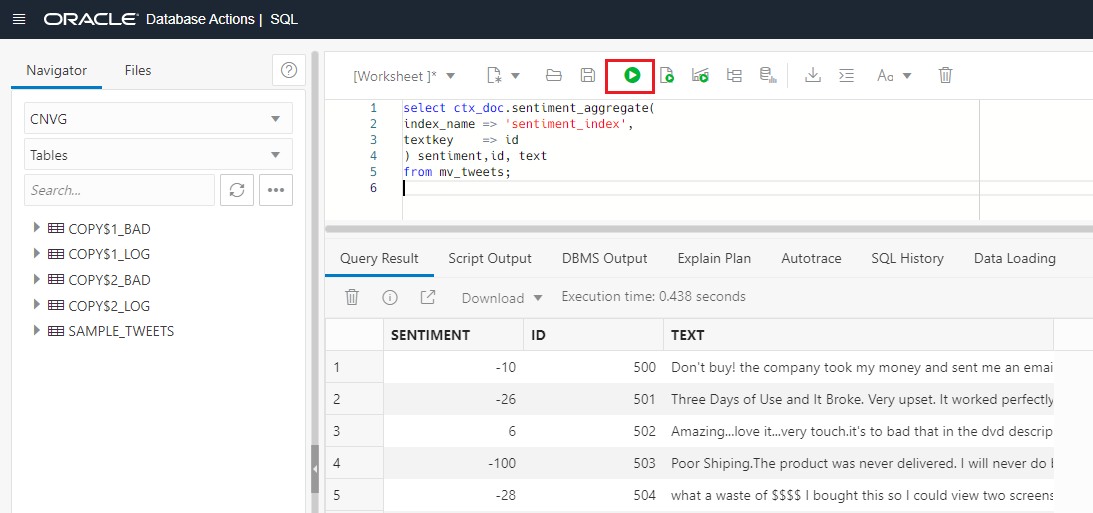 ORACLE Database Actions | SQL
Navigator Files
CNVG
Tables
Search...
COPY$1_BAD
COPY$1_LOG
COPY$2_BAD
COPY$2_LOG
SAMPLE_TWEETS
[Worksheet ]* Aa
1 select ctx_doc.sentiment_aggregate(
2 index_name => 'sentiment_index',
3 textkey    => id
4 ) sentiment,id, text
5 from mv_tweets;
6
Query Result Script Output DBMS Output Explain Plan Autotrace SQL History Data Loading
Download Execution time: 0.438 seconds
SENTIMENT ID TEXT
1 -10 500 Don't buy! the company took my money and sent me an emai
2 -26 501 Three Days of Use and It Broke. Very upset. It worked perfectly
3 6 502 Amazing...love it...very touch.it's to bad that in the dvd descrip
4 -100 503 Poor Shiping.The product was never delivered. I will never do b
5 -28 504 what a waste of $$$$ I bought this so I could view two screens